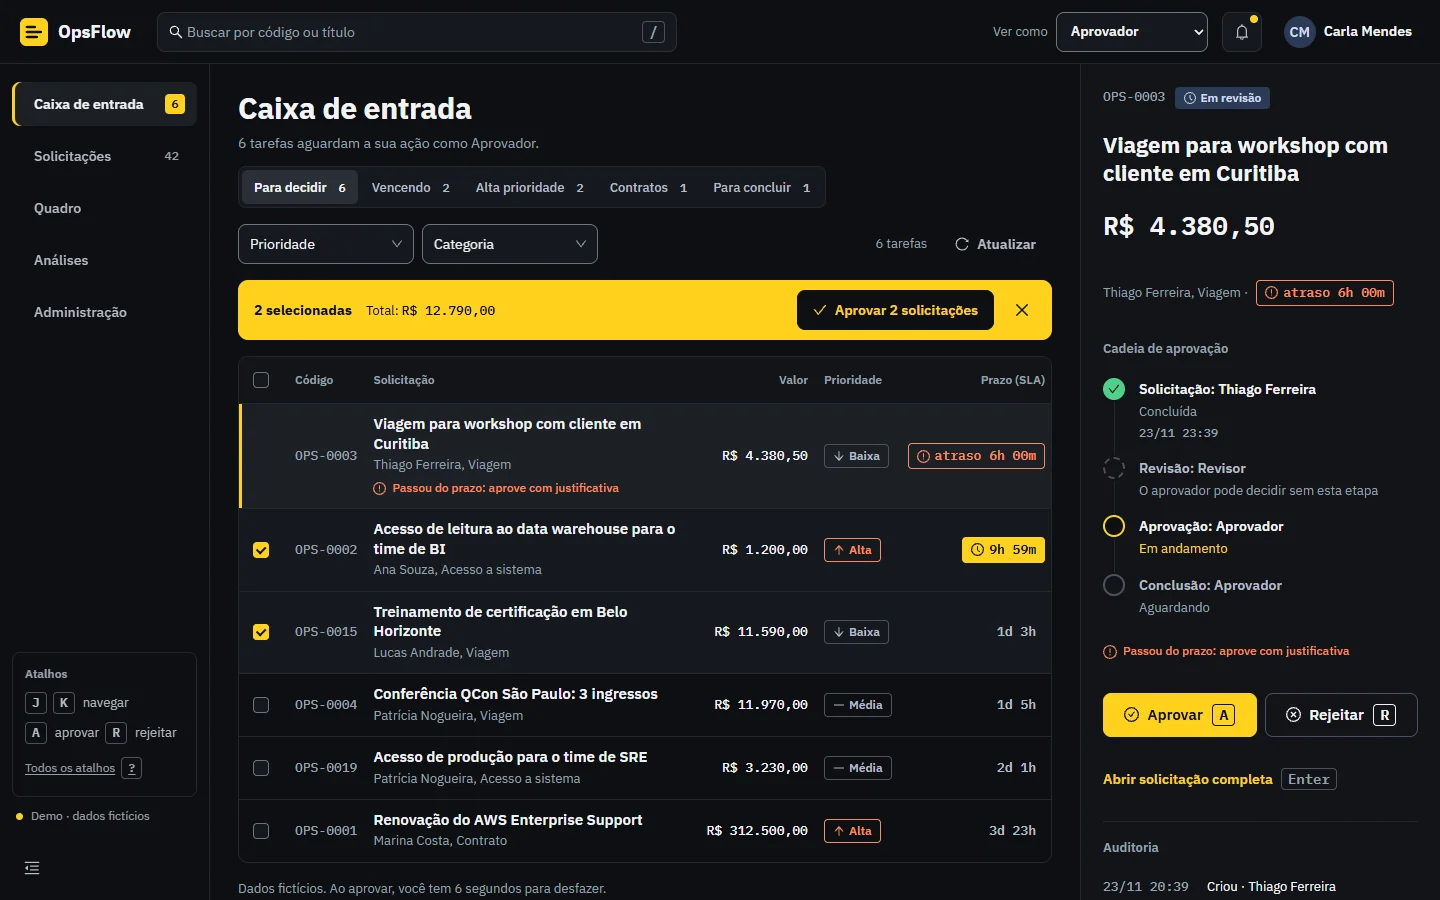 OpsFlow
Buscar por código ou título
/
Ver como
Aprovador
CM
Carla Mendes
Caixa de entrada 6
Solicitações 42
Quadro
Análises
Administração
Atalhos
J K navegar
A aprovar R rejeitar
Todos os atalhos ?
Demo · dados fictícios
Caixa de entrada
6 tarefas aguardam a sua ação como Aprovador.
Para decidir 6 Vencendo 2 Alta prioridade 2 Contratos 1 Para concluir 1
Prioridade Categoria 6 tarefas Atualizar
2 selecionadas Total: R$ 12.790,00 Aprovar 2 solicitações
Código Solicitação Valor Prioridade Prazo (SLA)
Viagem para workshop com cliente em
Curitiba
OPS-0003 R$ 4.380,50 Baixa atraso 6h 00m
Thiago Ferreira, Viagem
Passou do prazo: aprove com justificativa
Acesso de leitura ao data warehouse para o
time de BI
OPS-0002 R$ 1.200,00 Alta 9h 59m
Ana Souza, Acesso a sistema
Treinamento de certificação em Belo
Horizonte
OPS-0015 R$ 11.590,00 Baixa 1d 3h
Lucas Andrade, Viagem
Conferência QCon São Paulo: 3 ingressos
OPS-0004 R$ 11.970,00 Média 1d 5h
Patrícia Nogueira, Viagem
Acesso de produção para o time de SRE
OPS-0019 R$ 3.230,00 Média 2d 1h
Patrícia Nogueira, Acesso a sistema
Renovação do AWS Enterprise Support
OPS-0001 R$ 312.500,00 Alta 3d 23h
Marina Costa, Contrato
Dados fictícios. Ao aprovar, você tem 6 segundos para desfazer.
OPS-0003 Em revisão
Viagem para workshop com
cliente em Curitiba
R$ 4.380,50
Thiago Ferreira, Viagem · atraso 6h 00m
Cadeia de aprovação
Solicitação: Thiago Ferreira
Concluída
23/11 23:39
Revisão: Revisor
O aprovador pode decidir sem esta etapa
Aprovação: Aprovador
Em andamento
Conclusão: Aprovador
Aguardando
Passou do prazo: aprove com justificativa
Aprovar A Rejeitar R
Abrir solicitação completa Enter
Auditoria
23/11 20:39 Criou · Thiago Ferreira